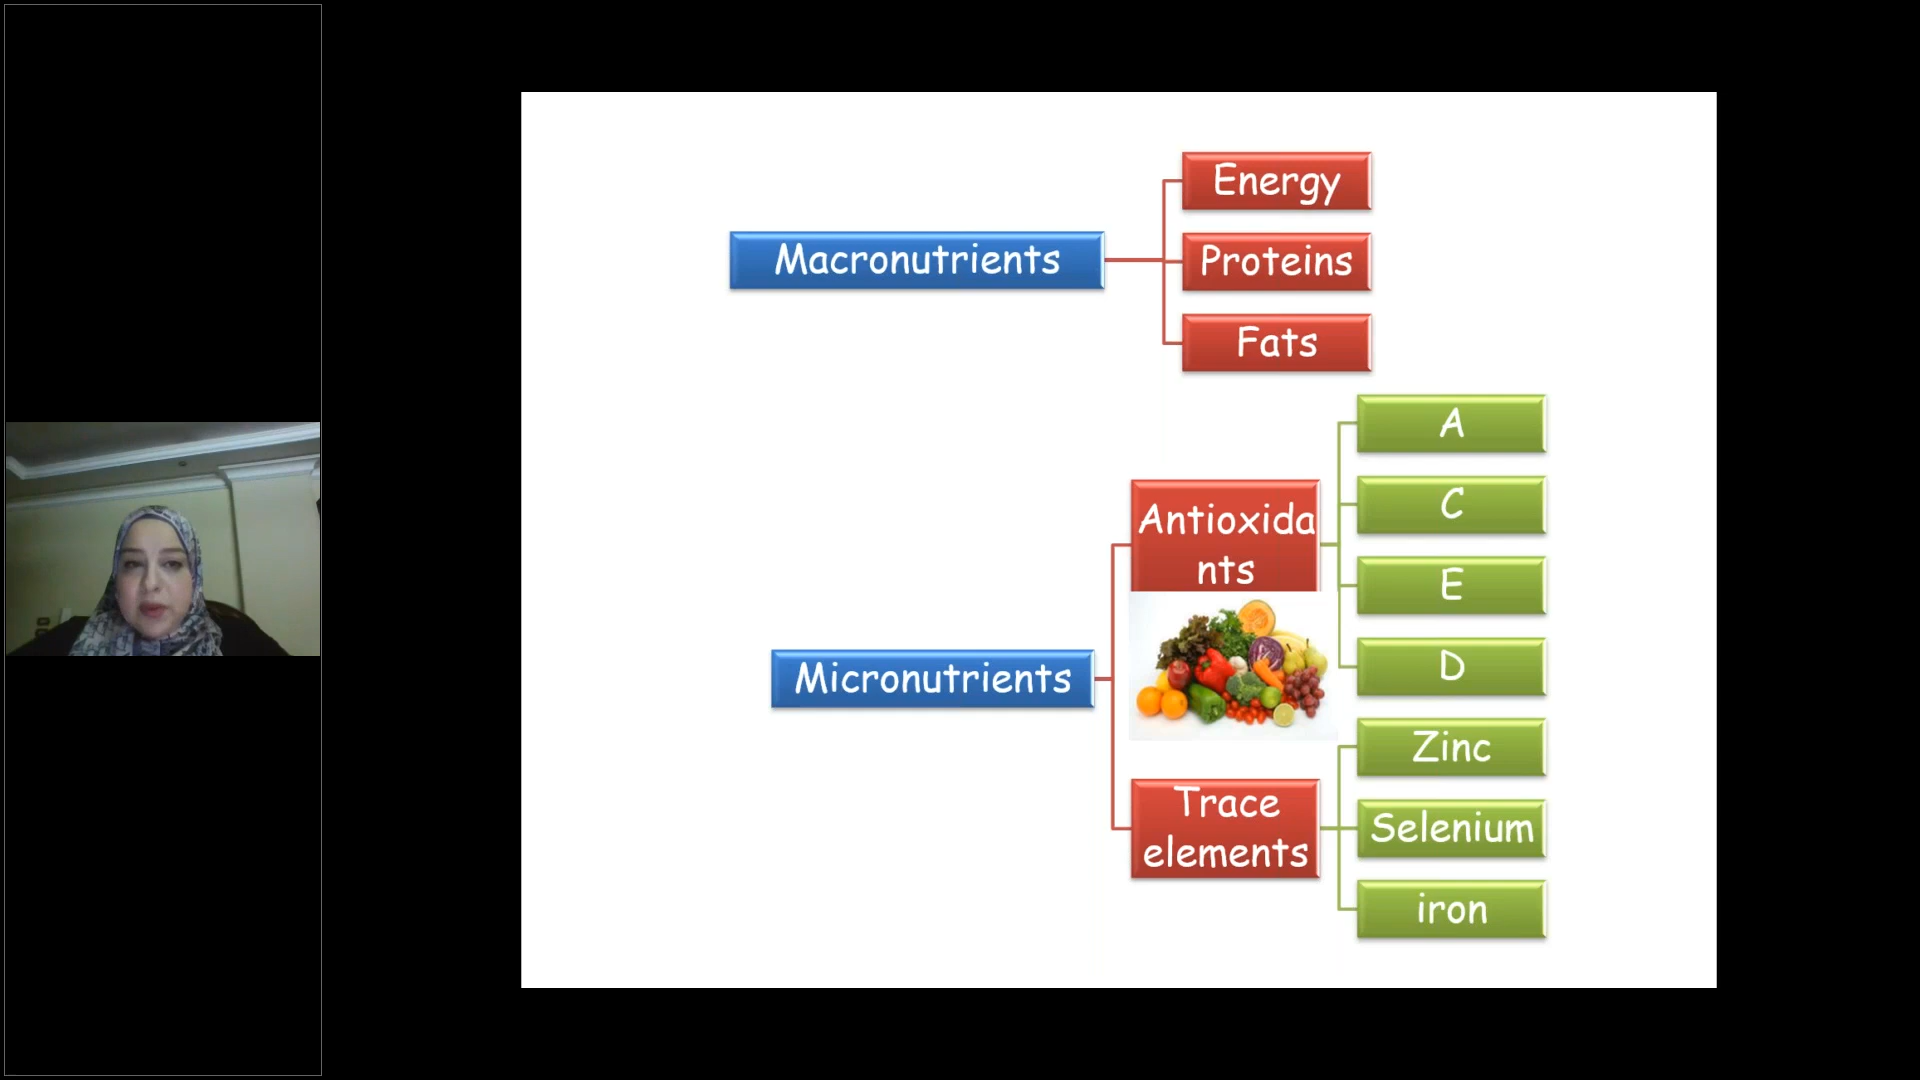 Energy
Macronutrients
Proteins
Fats
A
Antioxida
nts
C
E
D
Micronutrients
Zinc
Trace
elements
Selenium
iron